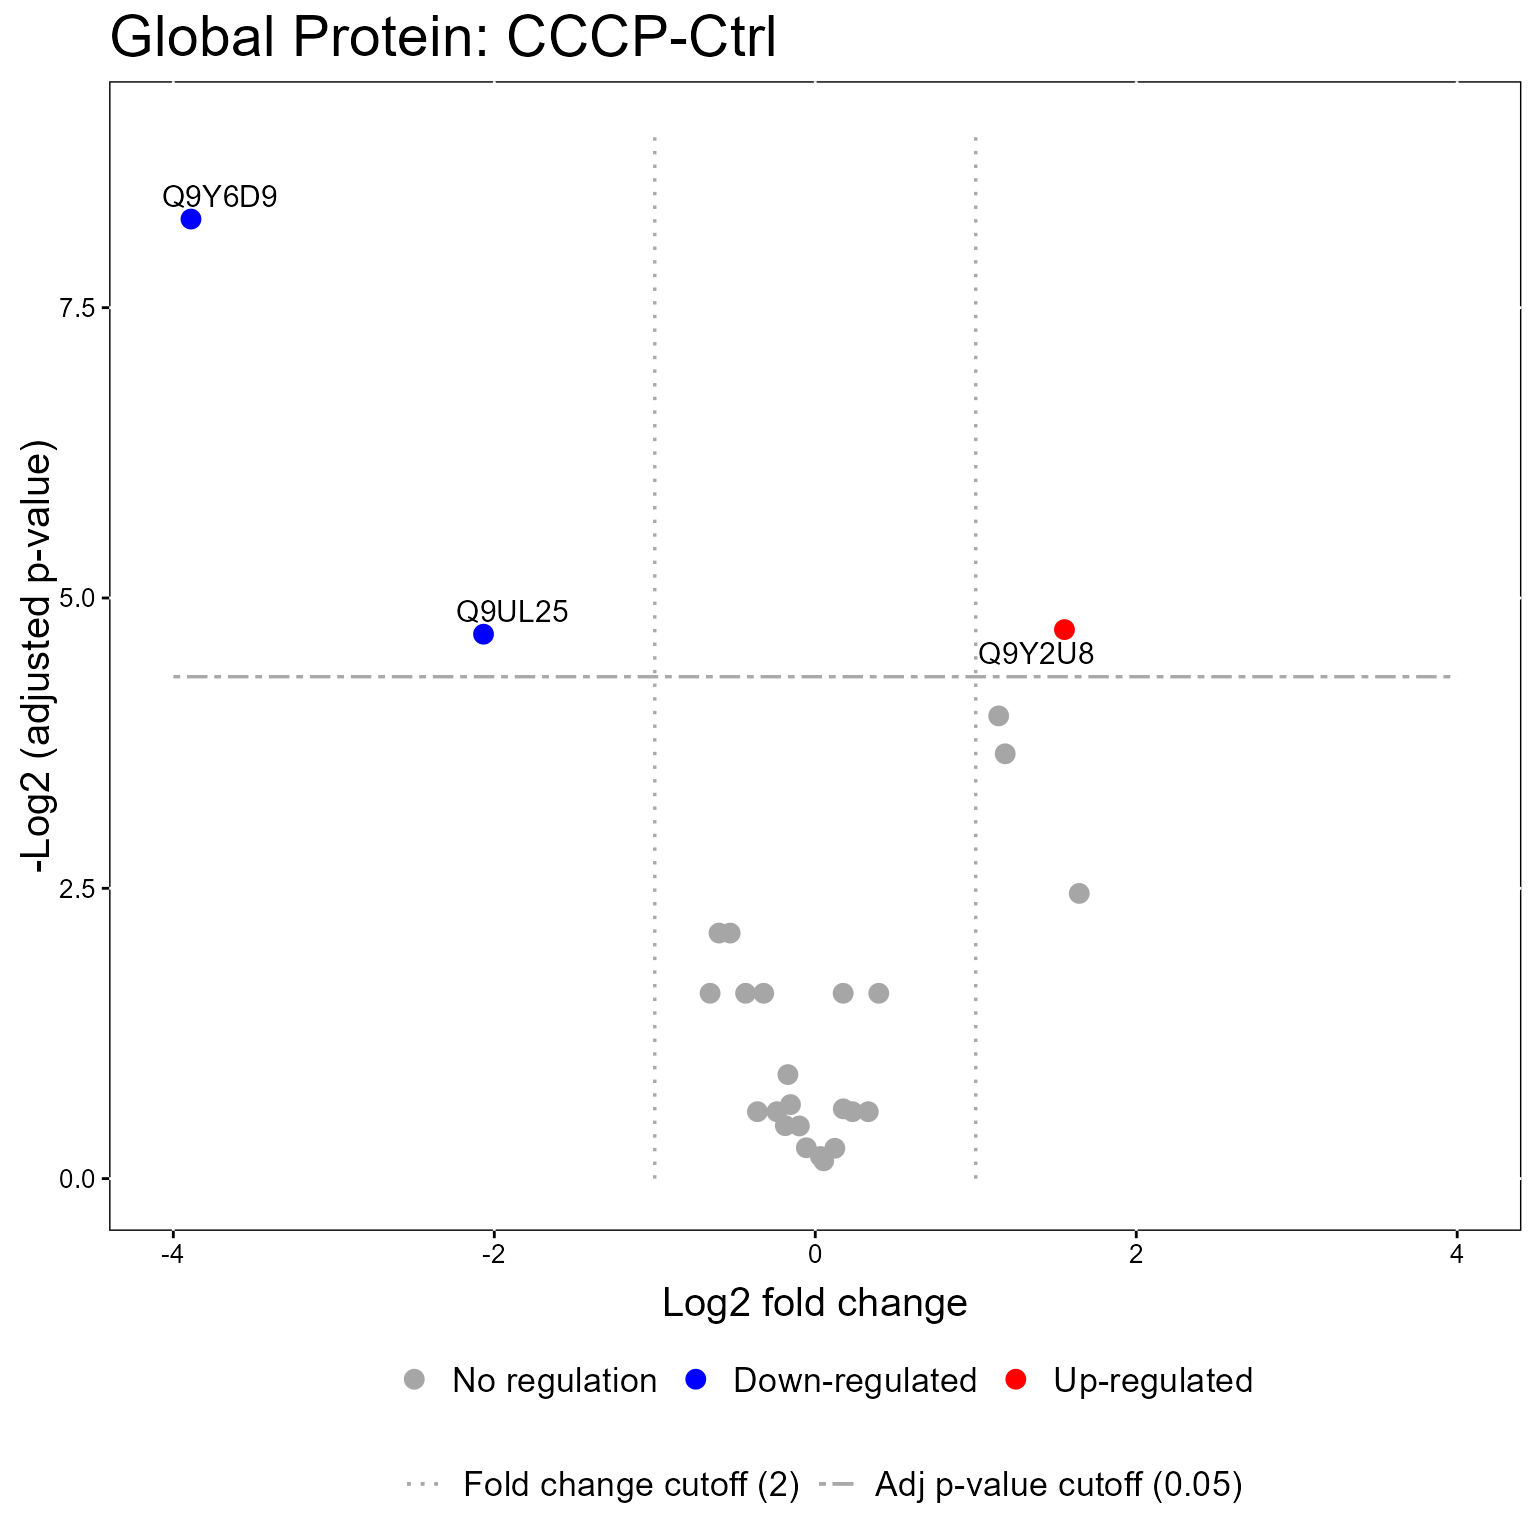 Global Protein: CCCP-Ctrl
Q9Y6D9
7.5
-Log2 (adjusted p-value)
5.0
Q9UL25
Q9Y2U8
2.5
0.0
-4
-2
0
2
4
Log2 fold change
No regulation
Down-regulated
Up-regulated
Fold change cutoff (2)
Adj p-value cutoff (0.05)